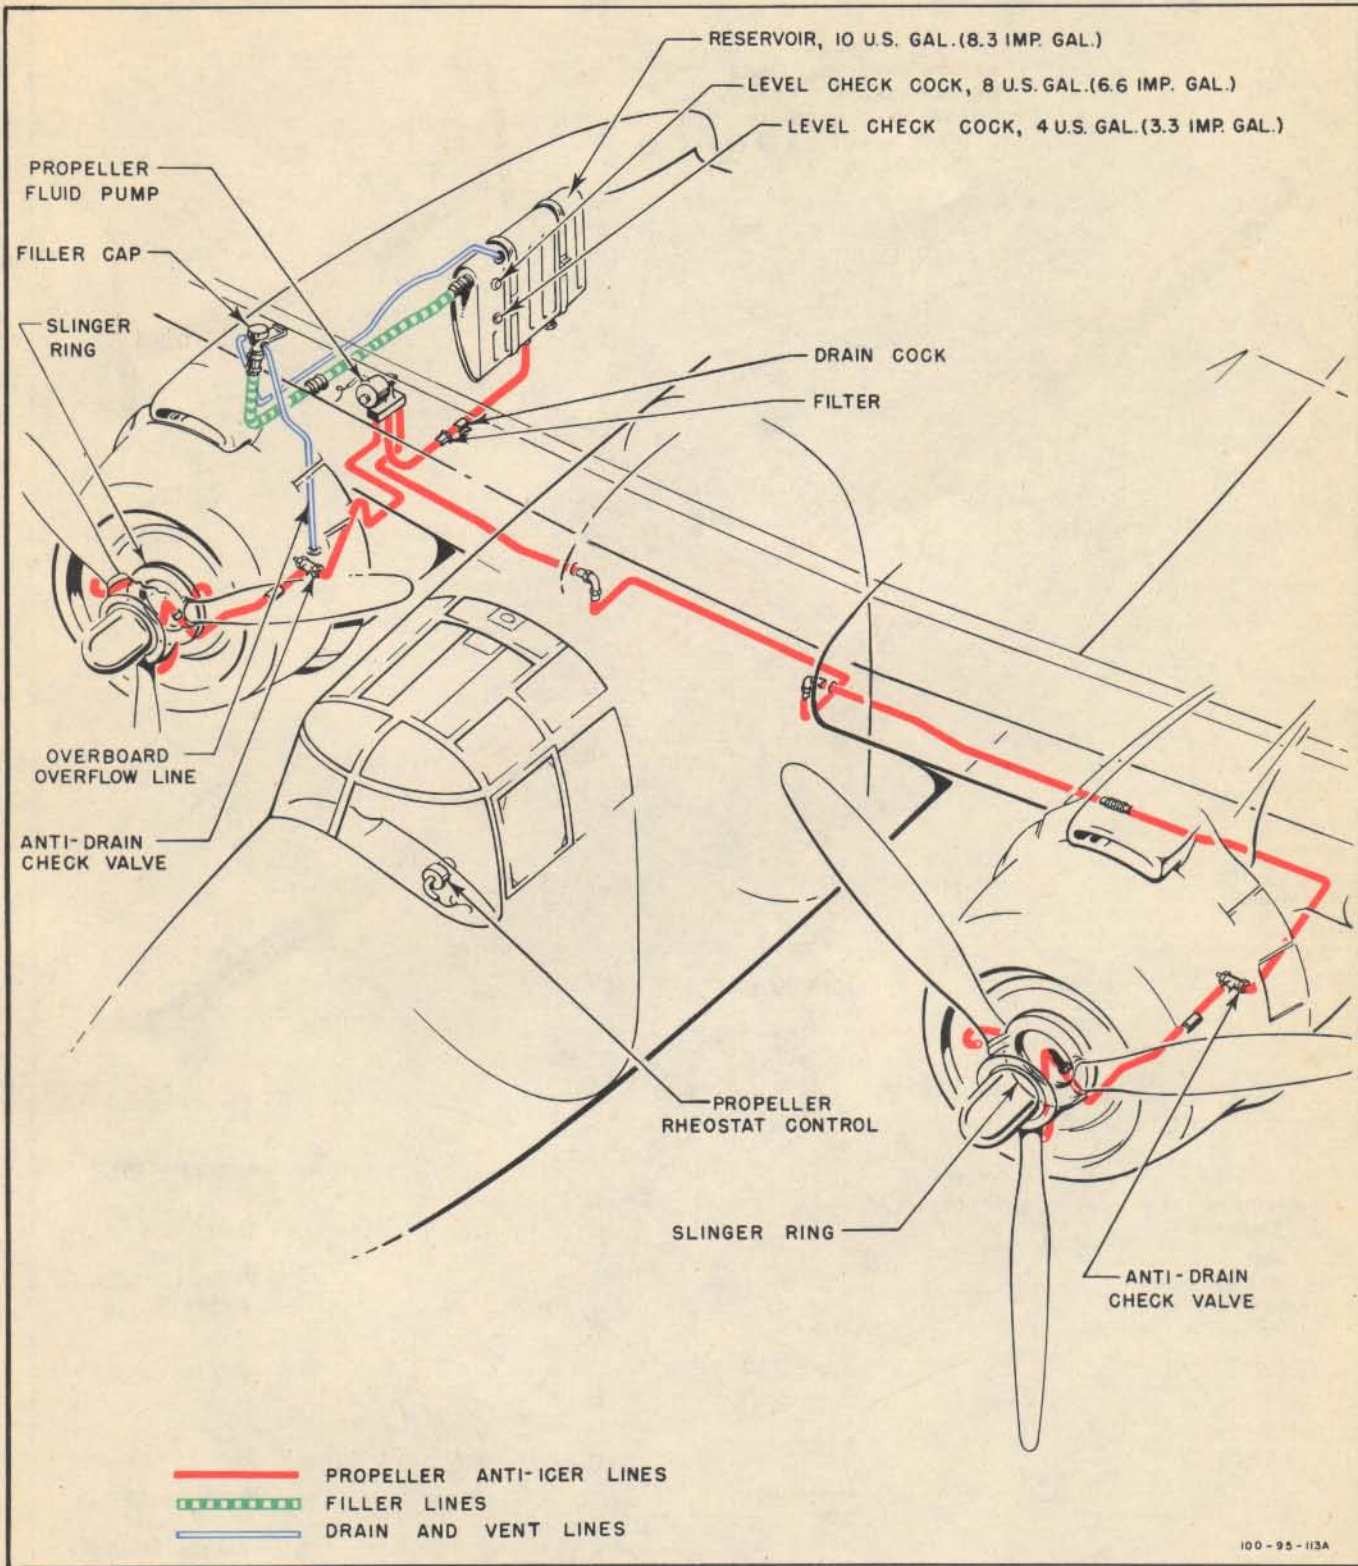 RESERVOIR, 10 U.S. GAL.(8.3 IMP. GAL.)
LEVEL CHECK COCK, 8 U.S. GAL.(6.6 IMP. GAL.)
LEVEL CHECK COCK, 4 U.S. GAL.(3.3 IMP. GAL.)
PROPELLER
FLUID PUMP
FILLER CAP
SLINGER
RING
DRAIN COCK
FILTER
OVERBOARD
OVERFLOW LINE
ANTI-DRAIN
CHECK VALVE
PROPELLER
RHEOSTAT CONTROL
SLINGER RING
ANTI-DRAIN
CHECK VALVE
PROPELLER ANTI-ICER LINES
FILLER LINES
DRAIN AND VENT LINES
100-95-113A